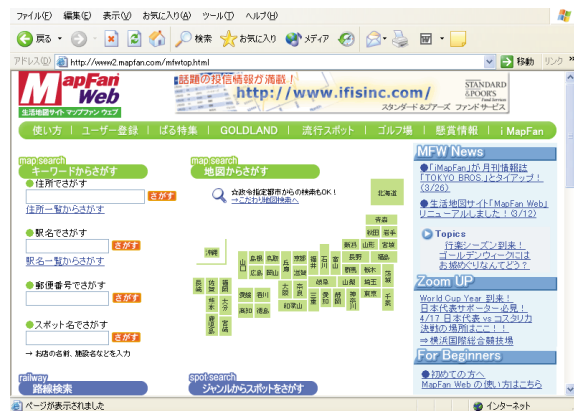 ファイル(F) 編集(E) 表示(V) お気に入り(A) ツール(T) ヘルプ(H)
戻る 検索 お気に入り メディア
アドレス(D) http://www2.mapfan.com/mfwtop.html 移動 リンク »
MapFan Web
生活地図サイト マップファン ウェブ
話題の投信情報が満載!
http://www.ifisinc.com/
スタンダード&プアーズ ファンドサービス
STANDARD &POORS
Fund Services
使い方 | ユーザー登録 | ぱる特集 | GOLDLAND | 流行スポット | ゴルフ場 | 懸賞情報 | i MapFan
map search
キーワードからさがす
●住所でさがす
さがす
住所一覧からさがす
●駅名でさがす
さがす
駅名一覧からさがす
●郵便番号でさがす
さがす
●スポット名でさがす
さがす
→ お店の名前、施設名などを入力
railway
路線検索
map search
地図からさがす
☆政令指定都市からの検索もOK!
→こだわり地図検索へ
北海道
青森
秋田 岩手
新潟 山形 宮城
沖縄
山口 島根 鳥取 兵庫 京都 福井 石川 富山 長野 福島
広島 岡山 滋賀 群馬 栃木 茨城
長崎 佐賀 福岡 岐阜 山梨 埼玉
愛媛 香川 大阪 奈良 三重 愛知 静岡 神奈川 東京 千葉
熊本 大分
高知 徳島 和歌山
鹿児島 宮崎
spot search
ジャンルからスポットをさがす
MFW News
●「iMapFan」が月刊情報誌
「TOKYO BROS.」とタイアップ!
(3/26)
●生活地図サイト「MapFan Web」
リニューアルしました!(3/12)
Topics
行楽シーズン到来!
ゴールデンウィークには
お城めぐりなんてどう?
Zoom UP
World Cup Year 到来!
日本代表サポーター必見!
4/17 日本代表 vs コスタリカ
決戦の場所はここ!!
⇒横浜国際総合競技場
For Beginners
●初めての方へ
MapFan Web の使い方はこちら
ページが表示されました インターネット